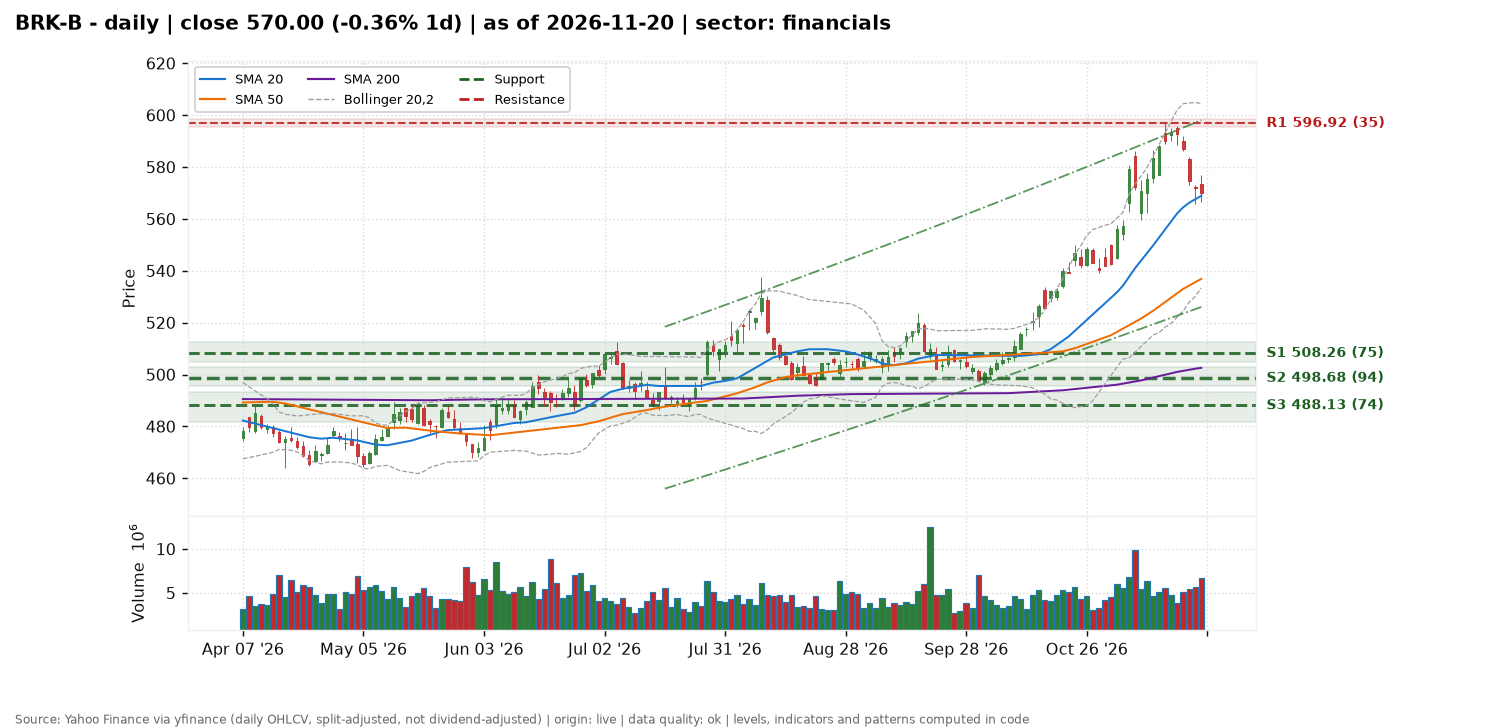 BRK-B - daily | close 570.00 (-0.36% 1d) | as of 2026-11-20 | sector: financials
SMA 20
SMA 50
SMA 200
Bollinger 20,2
Support
Resistance
Price
620
600
580
560
540
520
500
480
460
R1 596.92 (35)
S1 508.26 (75)
S2 498.68 (94)
S3 488.13 (74)
Volume 10⁶
10
5
Apr 07 '26
May 05 '26
Jun 03 '26
Jul 02 '26
Jul 31 '26
Aug 28 '26
Sep 28 '26
Oct 26 '26
Source: Yahoo Finance via yfinance (daily OHLCV, split-adjusted, not dividend-adjusted) | origin: live | data quality: ok | levels, indicators and patterns computed in code